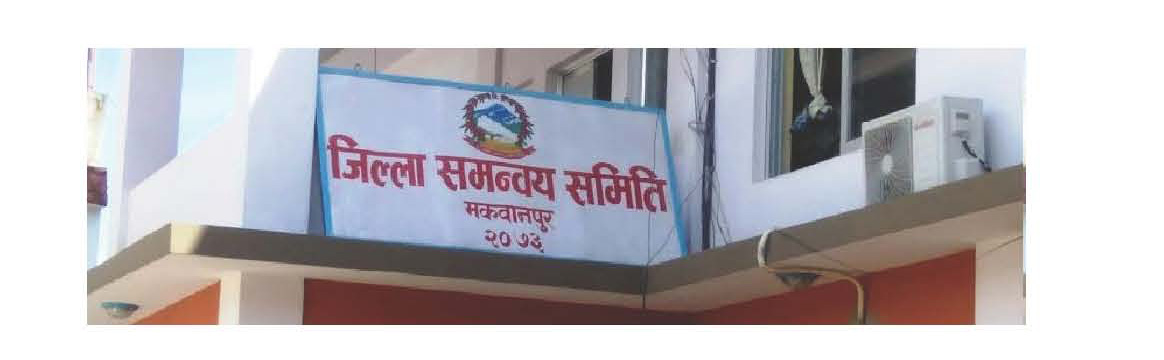 जिल्ला समन्वय समिति
मकवानपुर
२०७३